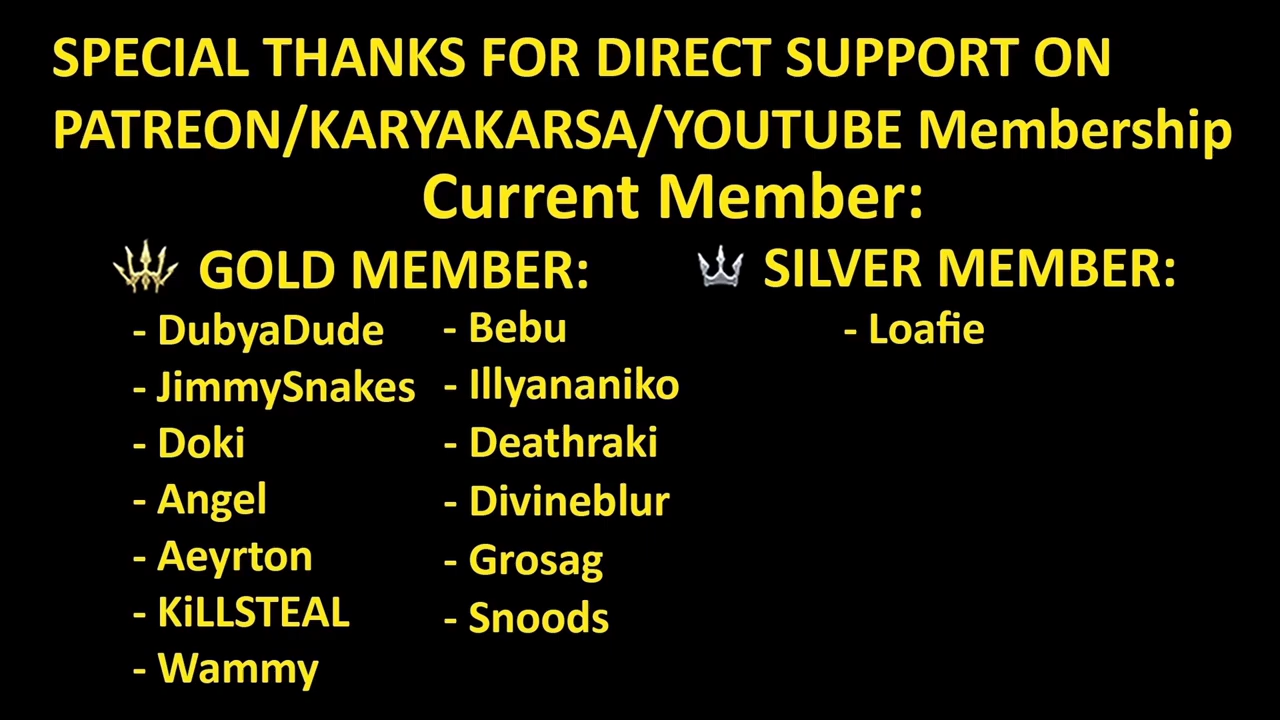 SPECIAL THANKS FOR DIRECT SUPPORT ON
PATREON/KARYAKARSA/YOUTUBE Membership
Current Member:
GOLD MEMBER:
- DubyaDude
- JimmySnakes
- Doki
- Angel
- Aeyrton
- KiLLSTEAL
- Wammy
- Bebu
- Illyananiko
- Deathraki
- Divineblur
- Grosag
- Snoods
SILVER MEMBER:
- Loafie